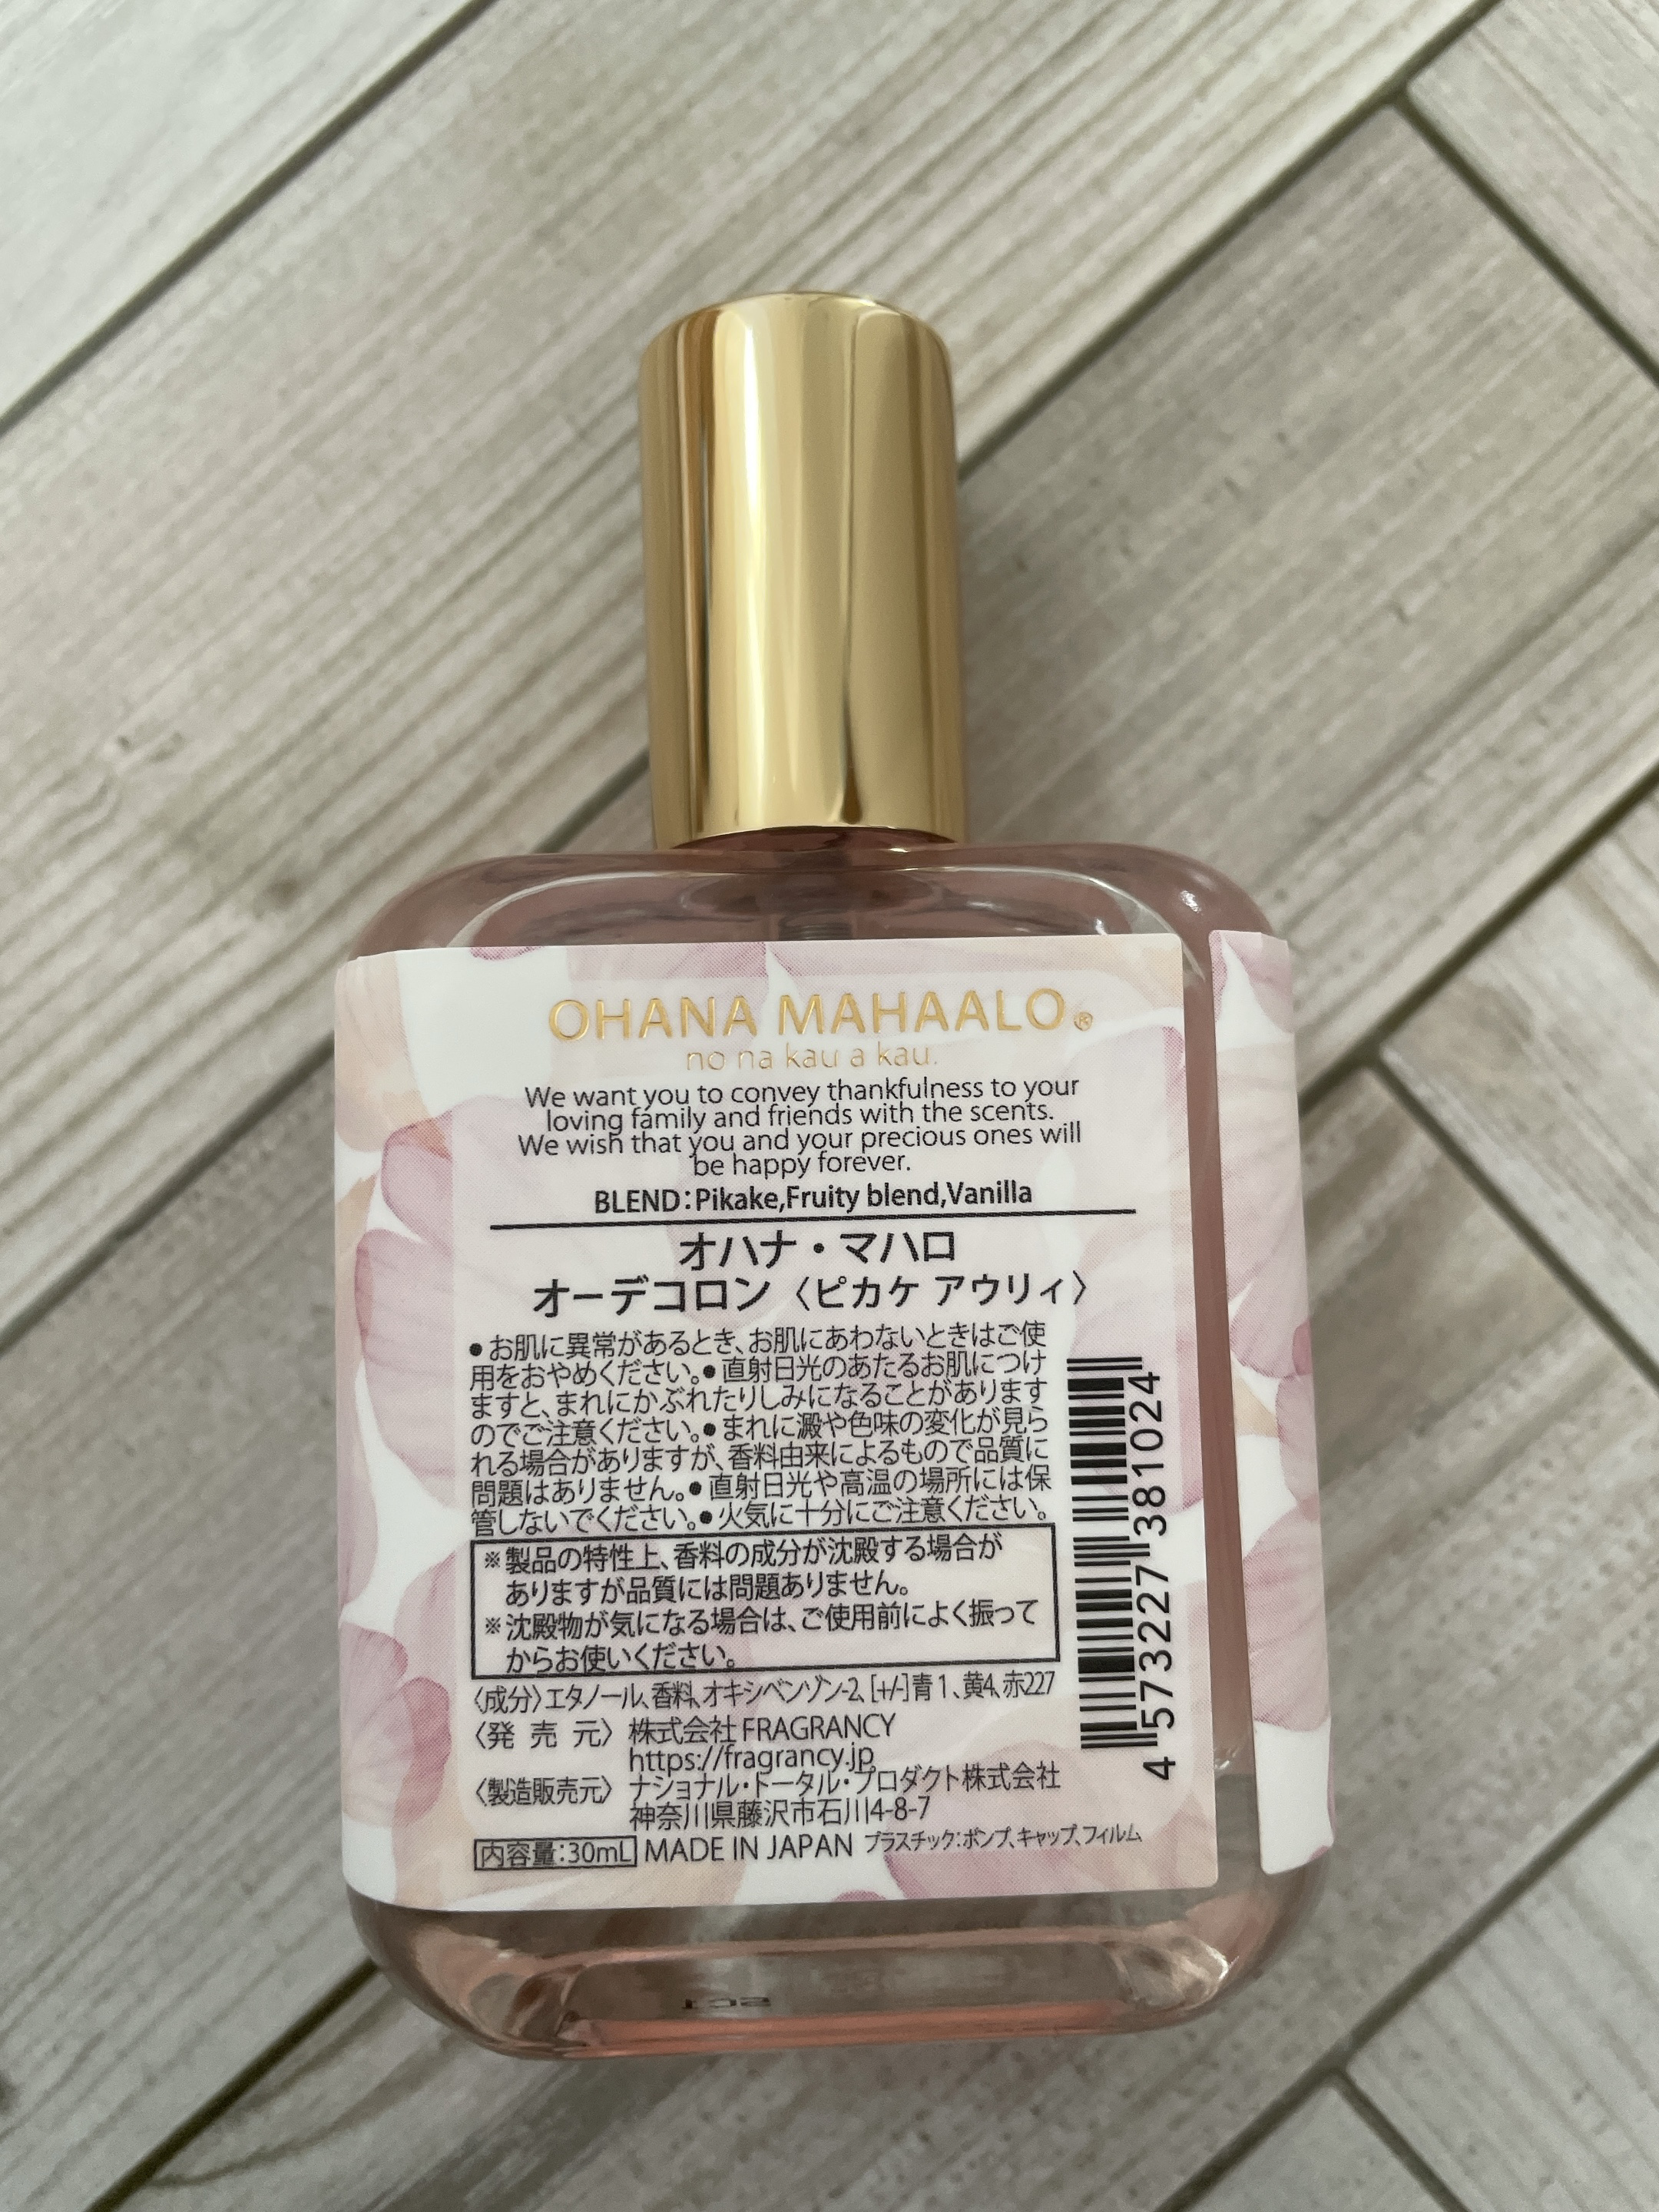 OHANA MAHAALO®
no na kau a kau.
We want you to convey thankfulness to your
loving family and friends with the scents.
We wish that you and your precious ones will
be happy forever.
BLEND:Pikake,Fruity blend,Vanilla
オハナ・マハロ
オーデコロン〈ピカケ アウリィ〉
●お肌に異常があるとき、お肌にあわないときはご使
用をおやめください。●直射日光のあたるお肌につけ
ますと、まれにかぶれたりしみになることがあります
のでご注意ください。●まれに澱や色味の変化が見ら
れる場合がありますが、香料由来によるもので品質に
問題はありません。●直射日光や高温の場所には保
管しないでください。●火気に十分にご注意ください。
※製品の特性上、香料の成分が沈殿する場合が
ありますが品質には問題ありません。
※沈殿物が気になる場合は、ご使用前によく振って
からお使いください。
〈成分〉エタノール、香料、オキシベンゾン-2、[+/-]青1、黄4、赤227
〈発 売 元〉 株式会社 FRAGRANCY
https://fragrancy.jp
〈製造販売元〉 ナショナル・トータル・プロダクト株式会社
神奈川県藤沢市石川4-8-7
内容量:30mL MADE IN JAPAN プラスチック:ポンプ、キャップ、フィルム
4 573227 381024